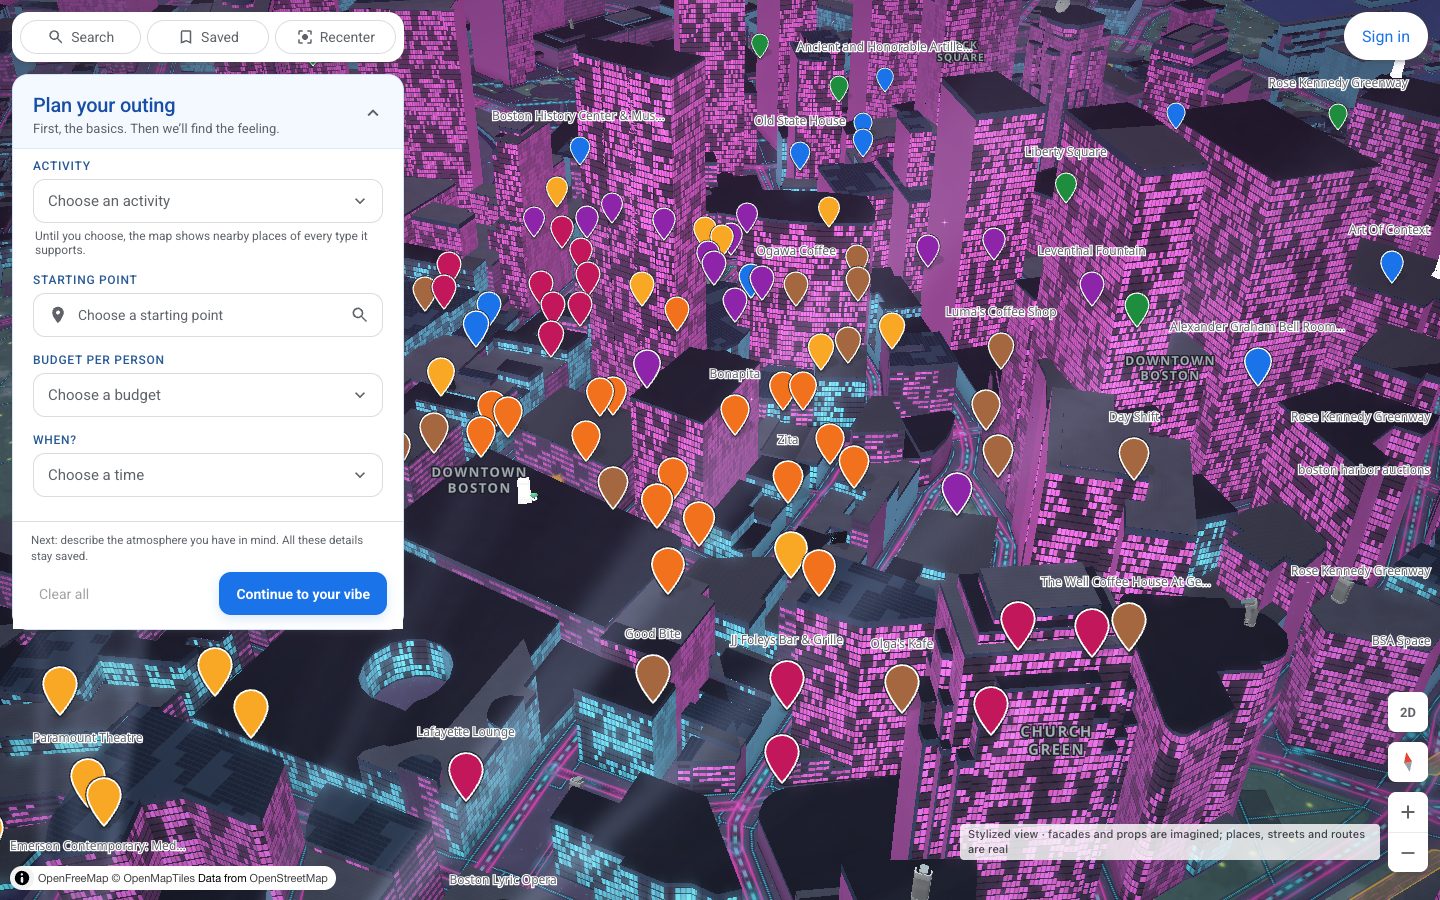 Search
Saved
Recenter
Sign in
Plan your outing
First, the basics. Then we'll find the feeling.
ACTIVITY
Choose an activity
Until you choose, the map shows nearby places of every type it
supports.
STARTING POINT
Choose a starting point
BUDGET PER PERSON
Choose a budget
WHEN?
Choose a time
Next: describe the atmosphere you have in mind. All these details
stay saved.
Clear all
Continue to your vibe
Ancient and Honorable Artille...
SQUARE
Rose Kennedy Greenway
Boston History Center & Mus...
Old State House
Liberty Square
Art Of Context
Ogawa Coffee
Leventhal Fountain
Luma's Coffee Shop
Alexander Graham Bell Room...
DOWNTOWN
BOSTON
Bonapita
Day Shift
Rose Kennedy Greenway
Zita
boston harbor auctions
DOWNTOWN
BOSTON
Rose Kennedy Greenway
The Well Coffee House At Ge...
Good Bite
JJ Foleys Bar & Grille
Olga's Kafé
BSA Space
Paramount Theatre
Lafayette Lounge
CHURCH
GREEN
2D
Stylized view · facades and props are imagined; places, streets and routes
are real
Emerson Contemporary: Med...
OpenFreeMap © OpenMapTiles Data from OpenStreetMap
Boston Lyric Opera